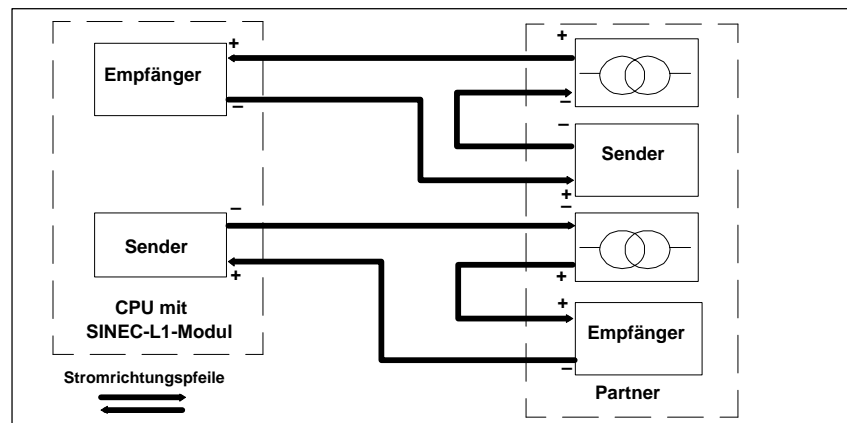 +
+
Empfänger
–
–
–
Sender
+
–
–
Sender
+
+
+
CPU mit
SINEC-L1-Modul
Empfänger
–
Stromrichtungspfeile
Partner